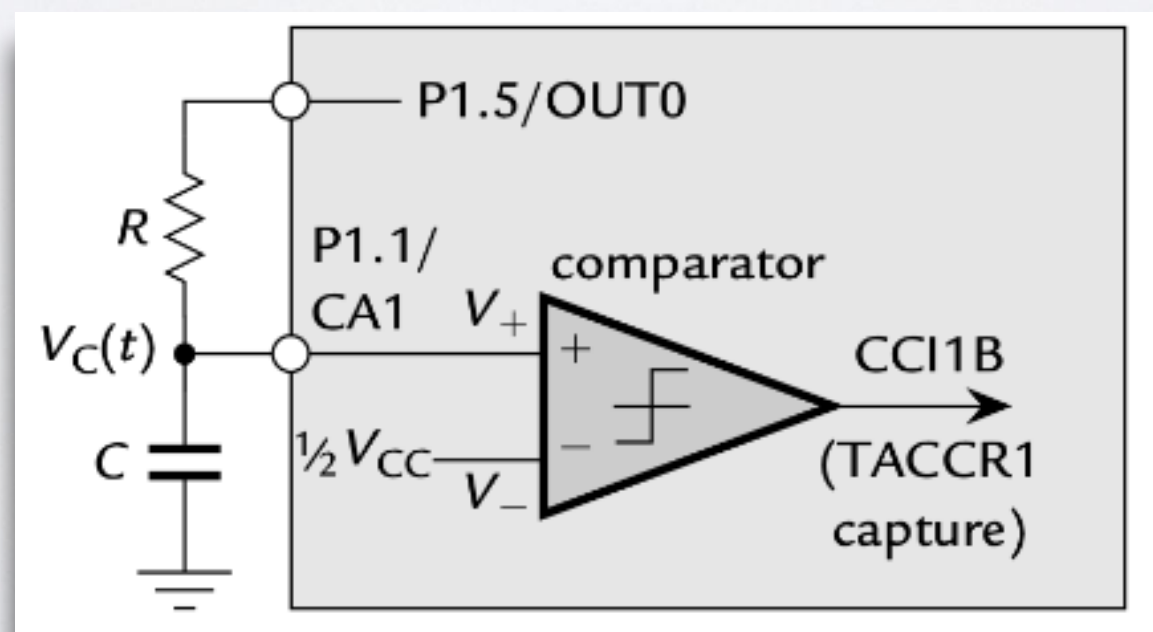 P1.5/OUT0
R
P1.1/
CA1
comparator
V+
+
VC(t)
CCI1B
C
½VCC
−
V−
(TACCR1
capture)